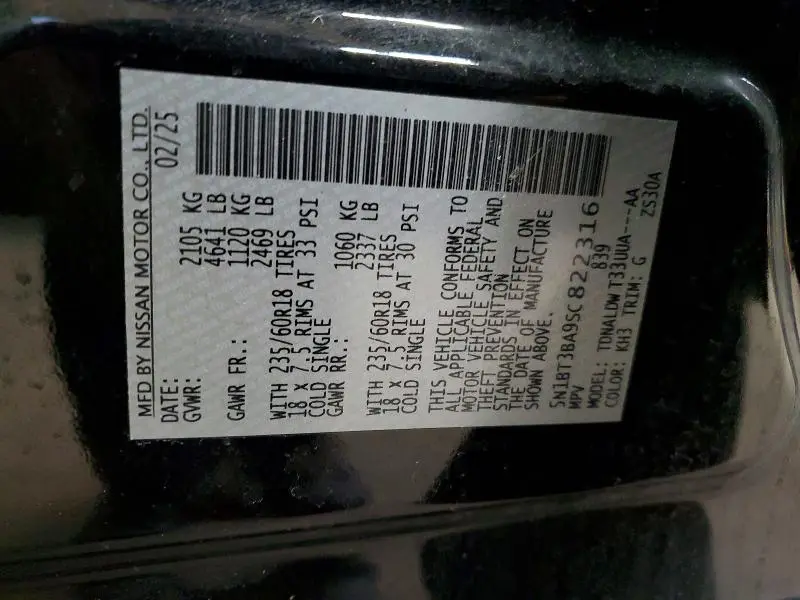 MFD BY NISSAN MOTOR CO., LTD.
DATE: 02/25
GVWR: 2105 KG
4641 LB
GAWR FR.: 1120 KG
2469 LB
WITH 235/60R18 TIRES
18 X 7.5 RIMS AT 33 PSI
COLD SINGLE
GAWR RR.: 1060 KG
2337 LB
WITH 235/60R18 TIRES
18 X 7.5 RIMS AT 30 PSI
COLD SINGLE
THIS VEHICLE CONFORMS TO
ALL APPLICABLE FEDERAL
MOTOR VEHICLE SAFETY AND
THEFT PREVENTION
STANDARDS IN EFFECT ON
THE DATE OF MANUFACTURE
SHOWN ABOVE.
5N1BT3BA9SC822316
MPV 839
MODEL: TDNALDWT33UUA---AA
COLOR: KH3 TRIM: G ZS30A